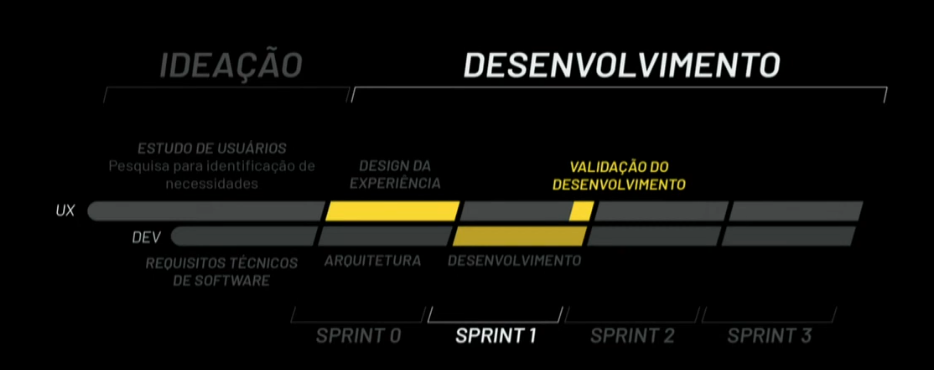 IDEAÇÃO
DESENVOLVIMENTO
ESTUDO DE USUÁRIOS
Pesquisa para identificação de
necessidades
DESIGN DA
EXPERIÊNCIA
VALIDAÇÃO DO
DESENVOLVIMENTO
UX
DEV
REQUISITOS TÉCNICOS
DE SOFTWARE
ARQUITETURA
DESENVOLVIMENTO
SPRINT 0
SPRINT 1
SPRINT 2
SPRINT 3